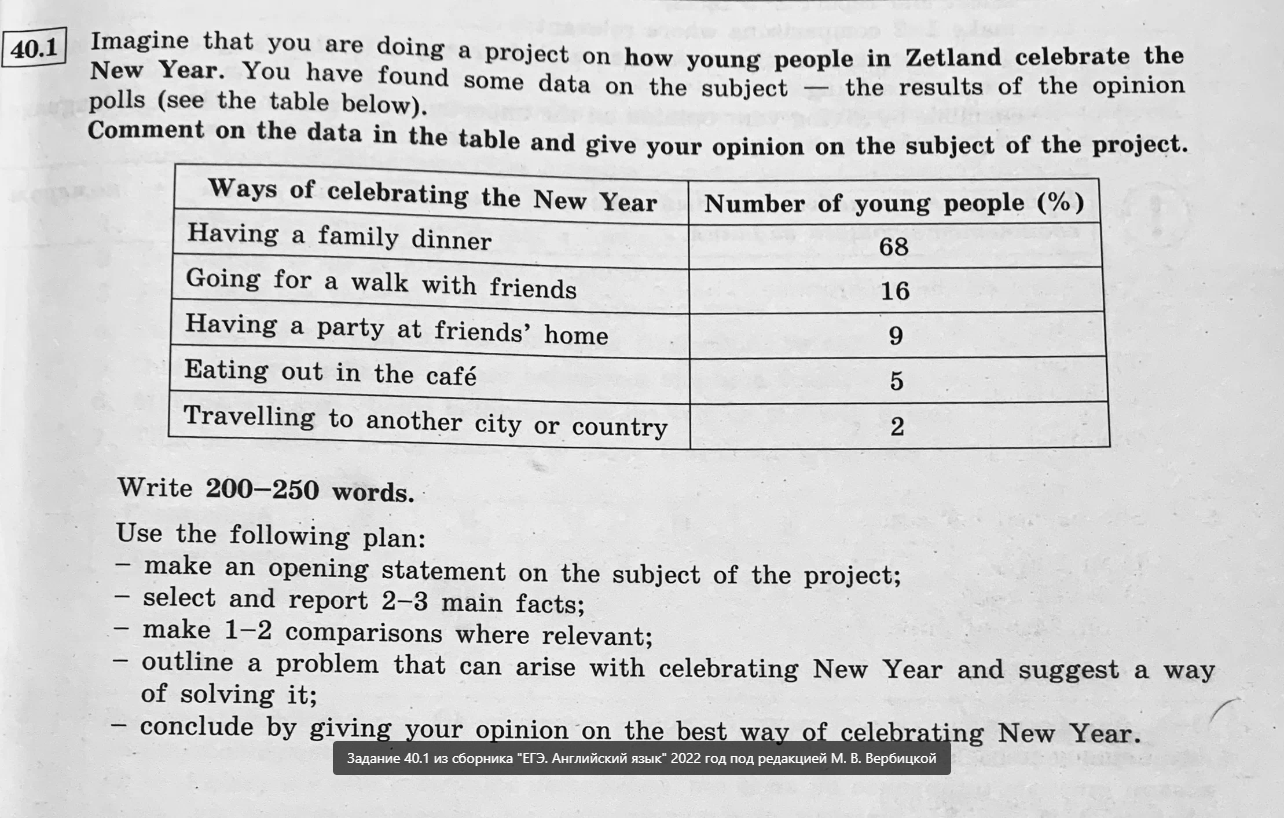 40.1 Imagine that you are doing a project on how young people in Zetland celebrate the
New Year. You have found some data on the subject — the results of the opinion
polls (see the table below).
Comment on the data in the table and give your opinion on the subject of the project.
Ways of celebrating the New Year Number of young people (%)
Having a family dinner 68
Going for a walk with friends 16
Having a party at friends' home 9
Eating out in the café 5
Travelling to another city or country 2
Write 200–250 words.
Use the following plan:
– make an opening statement on the subject of the project;
– select and report 2–3 main facts;
– make 1–2 comparisons where relevant;
– outline a problem that can arise with celebrating New Year and suggest a way
of solving it;
– conclude by giving your opinion on the best way of celebrating New Year.
Задание 40.1 из сборника "ЕГЭ. Английский язык" 2022 год под редакцией М. В. Вербицкой